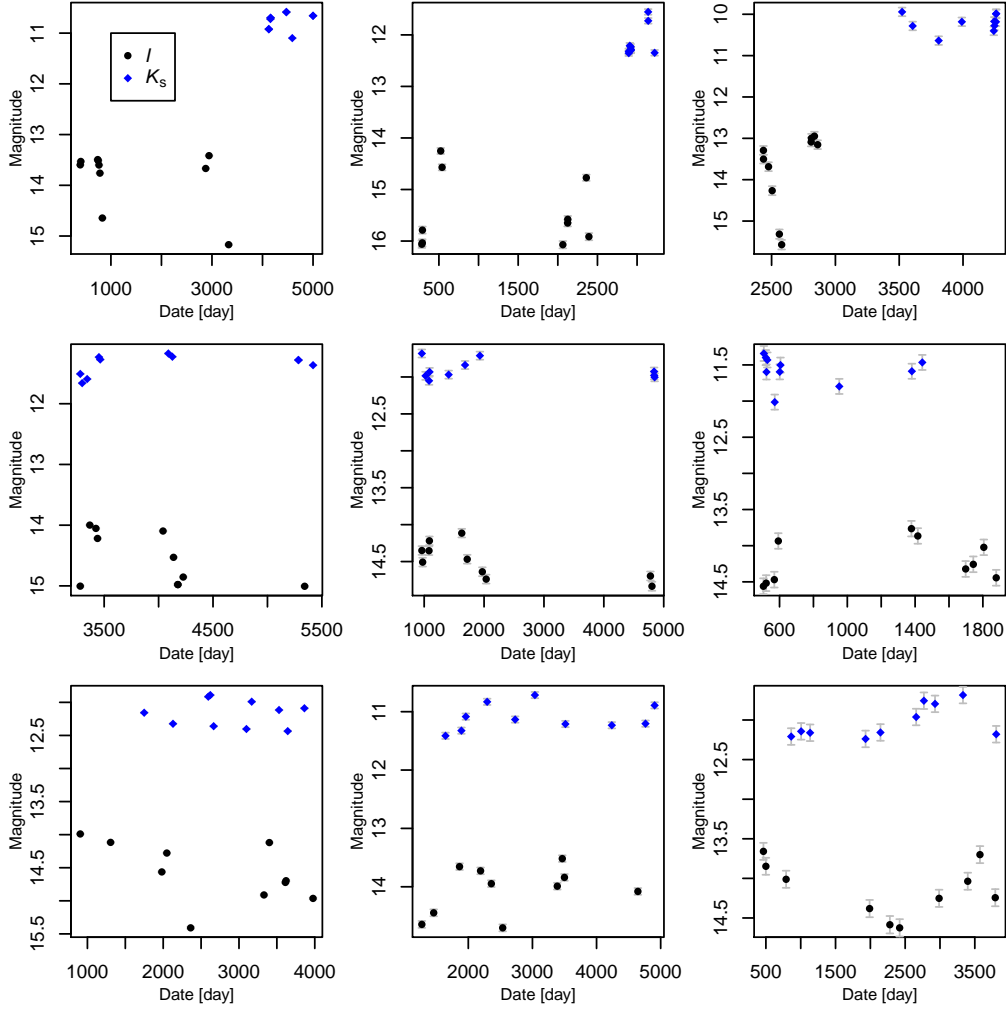 Magnitude
11
12
13
14
15
I
Ks
1000 3000 5000
Date [day]
Magnitude
12
13
14
15
16
500 1500 2500
Date [day]
Magnitude
10
11
12
13
14
15
2500 3000 3500 4000
Date [day]
Magnitude
12
13
14
15
3500 4500 5500
Date [day]
Magnitude
12.5
13.5
14.5
1000 2000 3000 4000 5000
Date [day]
Magnitude
11.5
12.5
13.5
14.5
600 1000 1400 1800
Date [day]
Magnitude
12.5
13.5
14.5
15.5
1000 2000 3000 4000
Date [day]
Magnitude
11
12
13
14
2000 3000 4000 5000
Date [day]
Magnitude
12.5
13.5
14.5
500 1500 2500 3500
Date [day]